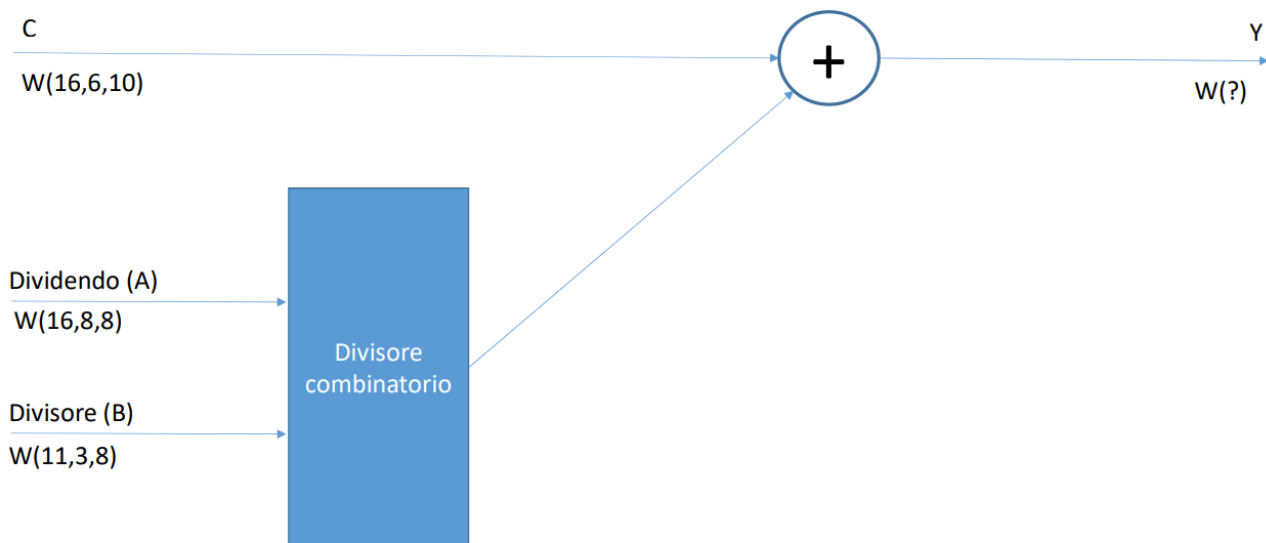 C
W(16,6,10)
+
Y
W(?)
Dividendo (A)
W(16,8,8)
Divisore (B)
W(11,3,8)
Divisore
combinatorio